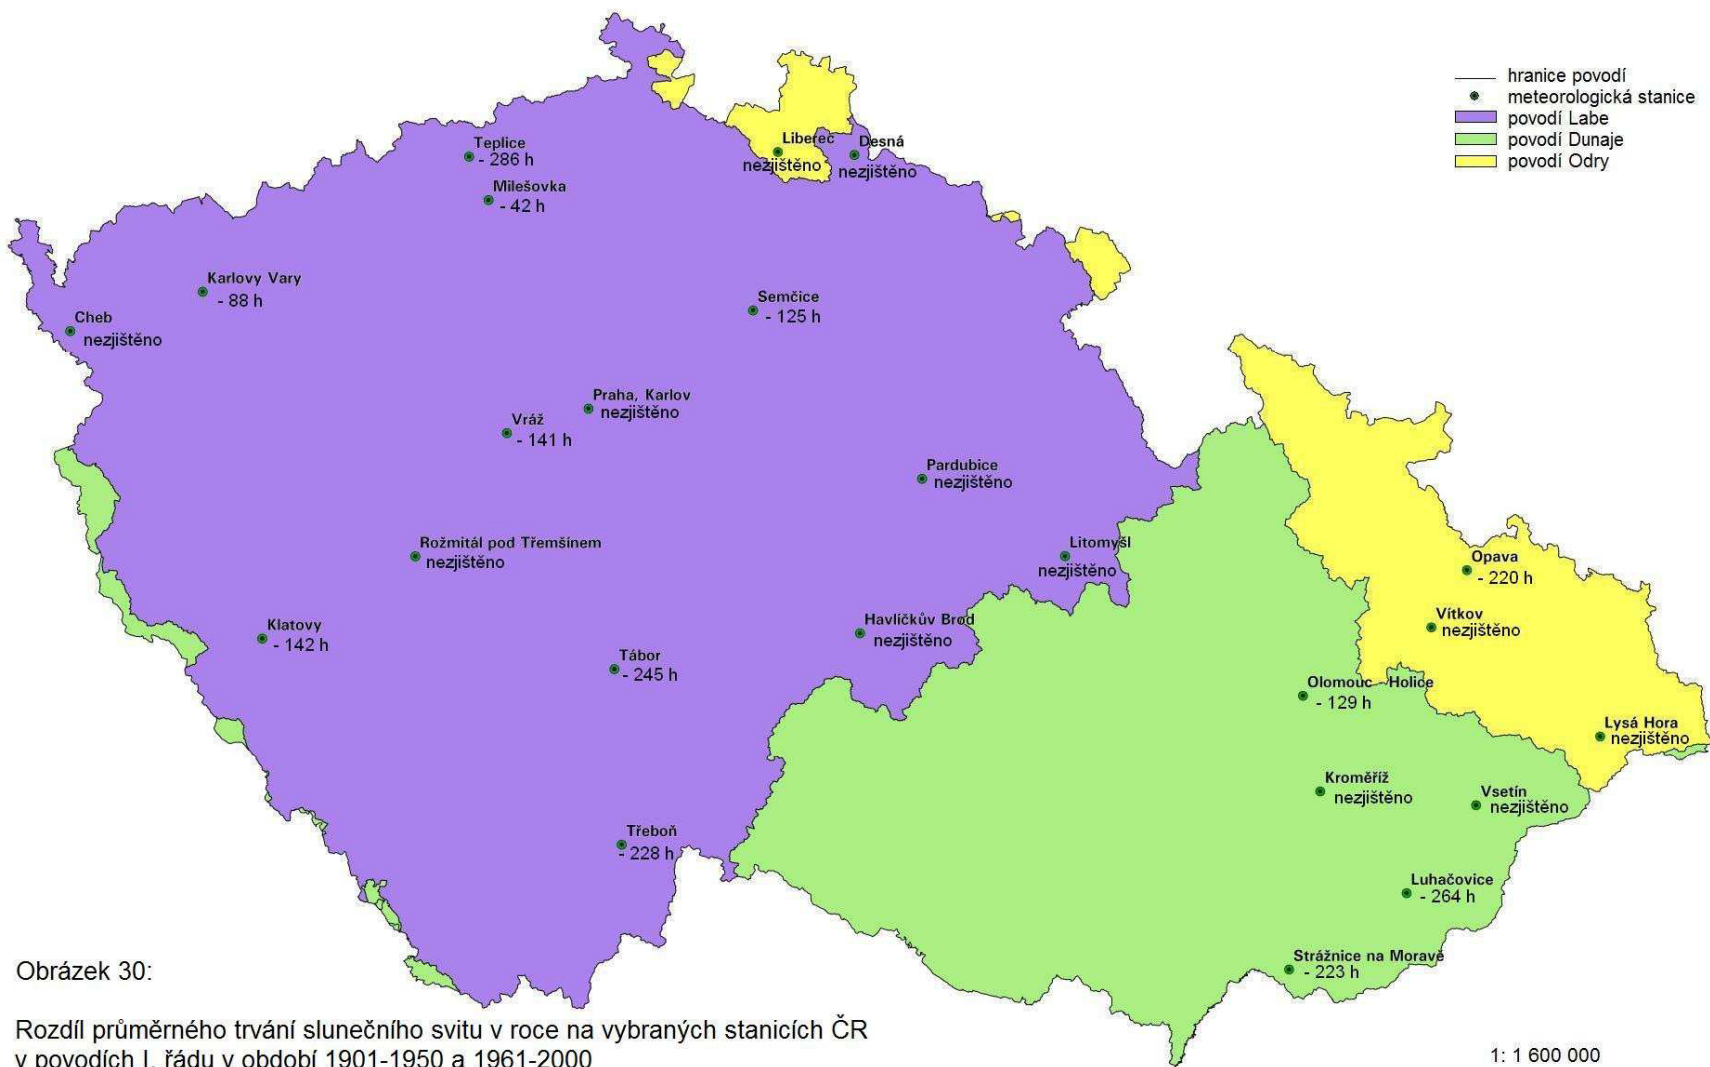 hranice povodí
meteorologická stanice
povodí Labe
povodí Dunaje
povodí Odry
Teplice
- 286 h
Milešovka
- 42 h
Liberec
nezjištěno
Desná
nezjištěno
Karlovy Vary
- 88 h
Cheb
nezjištěno
Semčice
- 125 h
Praha, Karlov
nezjištěno
Vráž
- 141 h
Pardubice
nezjištěno
Rožmitál pod Třemšínem
nezjištěno
Litomyšl
nezjištěno
Opava
- 220 h
Vítkov
nezjištěno
Klatovy
- 142 h
Havlíčkův Brod
nezjištěno
Tábor
- 245 h
Olomouc - Holice
- 129 h
Lysá Hora
nezjištěno
Kroměříž
nezjištěno
Vsetín
nezjištěno
Třeboň
- 228 h
Luhačovice
- 264 h
Strážnice na Moravě
- 223 h
Obrázek 30:
Rozdíl průměrného trvání slunečního svitu v roce na vybraných stanicích ČR
v povodích I. řádu v období 1901-1950 a 1961-2000
1: 1 600 000